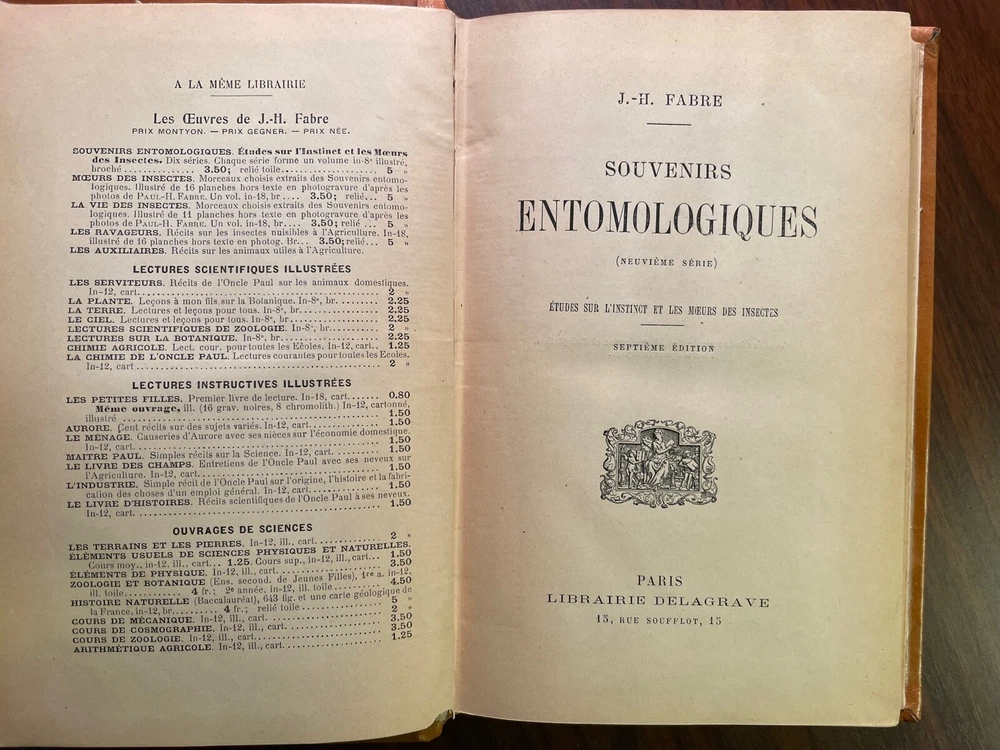 A LA MÊME LIBRAIRIE
Les Œuvres de J.-H. Fabre
PRIX MONTYON. — PRIX GEGNER. — PRIX NÉE.
SOUVENIRS ENTOMOLOGIQUES. Études sur l'Instinct et les Mœurs
des Insectes. Dix séries. Chaque série forme un volume in-8° illustré,
broché............... 3.50; relié toile.................... 5 »
MŒURS DES INSECTES. Morceaux choisis extraits des Souvenirs entomo-
logiques. Illustré de 16 planches hors texte en photogravure d'après les
photos de PAUL-H. FABRE. Un vol. in-18, br .... 3.50; relié... 5 »
LA VIE DES INSECTES. Morceaux choisis extraits des Souvenirs entomo-
logiques. Illustré de 11 planches hors texte en photogravure d'après les
photos de PAUL-H. FABRE. Un vol. in-18, br .... 3.50; relié ... 5 »
LES RAVAGEURS. Récits sur les insectes nuisibles à l'Agriculture. In-18,
illustré de 16 planches hors texte en photog. Br... 3.50; relié... 5 »
LES AUXILIAIRES. Récits sur les animaux utiles à l'Agriculture.
LECTURES SCIENTIFIQUES ILLUSTRÉES
LES SERVITEURS. Récits de l'Oncle Paul sur les animaux domestiques.
In-12, cart............................................. 2 »
LA PLANTE. Leçons à mon fils sur la Botanique. In-8°, br......... 2.25
LA TERRE. Lectures et leçons pour tous. In-8°, br................ 2.25
LE CIEL. Lectures et leçons pour tous. In-8°, br................. 2.25
LECTURES SCIENTIFIQUES DE ZOOLOGIE. In-8°, br.......... 2 »
LECTURES SUR LA BOTANIQUE. In-8°, br.................. 2.25
CHIMIE AGRICOLE. Lect. cour. pour toutes les Écoles. In-12, cart.. 1.25
LA CHIMIE DE L'ONCLE PAUL. Lectures courantes pour toutes les Ecoles.
In-12, cart............................................. 2 »
LECTURES INSTRUCTIVES ILLUSTRÉES
LES PETITES FILLES. Premier livre de lecture. In-18, cart....... 0.80
Même ouvrage, ill. (16 grav. noires, 8 chromolith.) In-12, cartonné,
illustré ................................................ 1.50
AURORE. Cent récits sur des sujets variés. In-12, cart........... 1.50
LE MÉNAGE. Causeries d'Aurore avec ses nièces sur l'économie domestique.
In-12, cart............................................. 1.50
MAITRE PAUL. Simples récits sur la Science. In-12, cart......... 1.50
LE LIVRE DES CHAMPS. Entretiens de l'Oncle Paul avec ses neveux sur
l'Agriculture. In-12, cart............................... 1.50
L'INDUSTRIE. Simple récit de l'Oncle Paul sur l'origine, l'histoire et la fabri-
cation des choses d'un emploi général. In-12, cart............... 1.50
LE LIVRE D'HISTOIRES. Récits scientifiques de l'Oncle Paul à ses neveux.
In-12, cart............................................. 1.50
OUVRAGES DE SCIENCES
LES TERRAINS ET LES PIERRES. In-12, ill., cart............. 2 »
ÉLÉMENTS USUELS DE SCIENCES PHYSIQUES ET NATURELLES.
Cours moy., in-12, ill., cart... 1.25. Cours sup., in-12, ill., cart... 1.50
ÉLÉMENTS DE PHYSIQUE. In-12, ill., cart.................... 3.50
ZOOLOGIE ET BOTANIQUE (Ens. second. de Jeunes Filles), 1re a. in-12,
ill. toile............... 4 fr.; 2e année. in-12, ill. toile ........ 4.50
HISTOIRE NATURELLE (Baccalauréat), 643 fig. et une carte géologique de
la France, in-12, br......... 4 fr.; relié toile ................ 5 »
COURS DE MÉCANIQUE. In-12, ill., cart..................... 2 »
COURS DE COSMOGRAPHIE. In-12, ill., cart.................. 3.50
COURS DE ZOOLOGIE. In-12, ill., cart...................... 3.50
ARITHMÉTIQUE AGRICOLE. In-12, ill., cart.................. 1.25
J.-H. FABRE
SOUVENIRS
ENTOMOLOGIQUES
(NEUVIÈME SÉRIE)
ÉTUDES SUR L'INSTINCT ET LES MŒURS DES INSECTES
SEPTIÈME ÉDITION
PARIS
LIBRAIRIE DELAGRAVE
15, RUE SOUFFLOT, 15